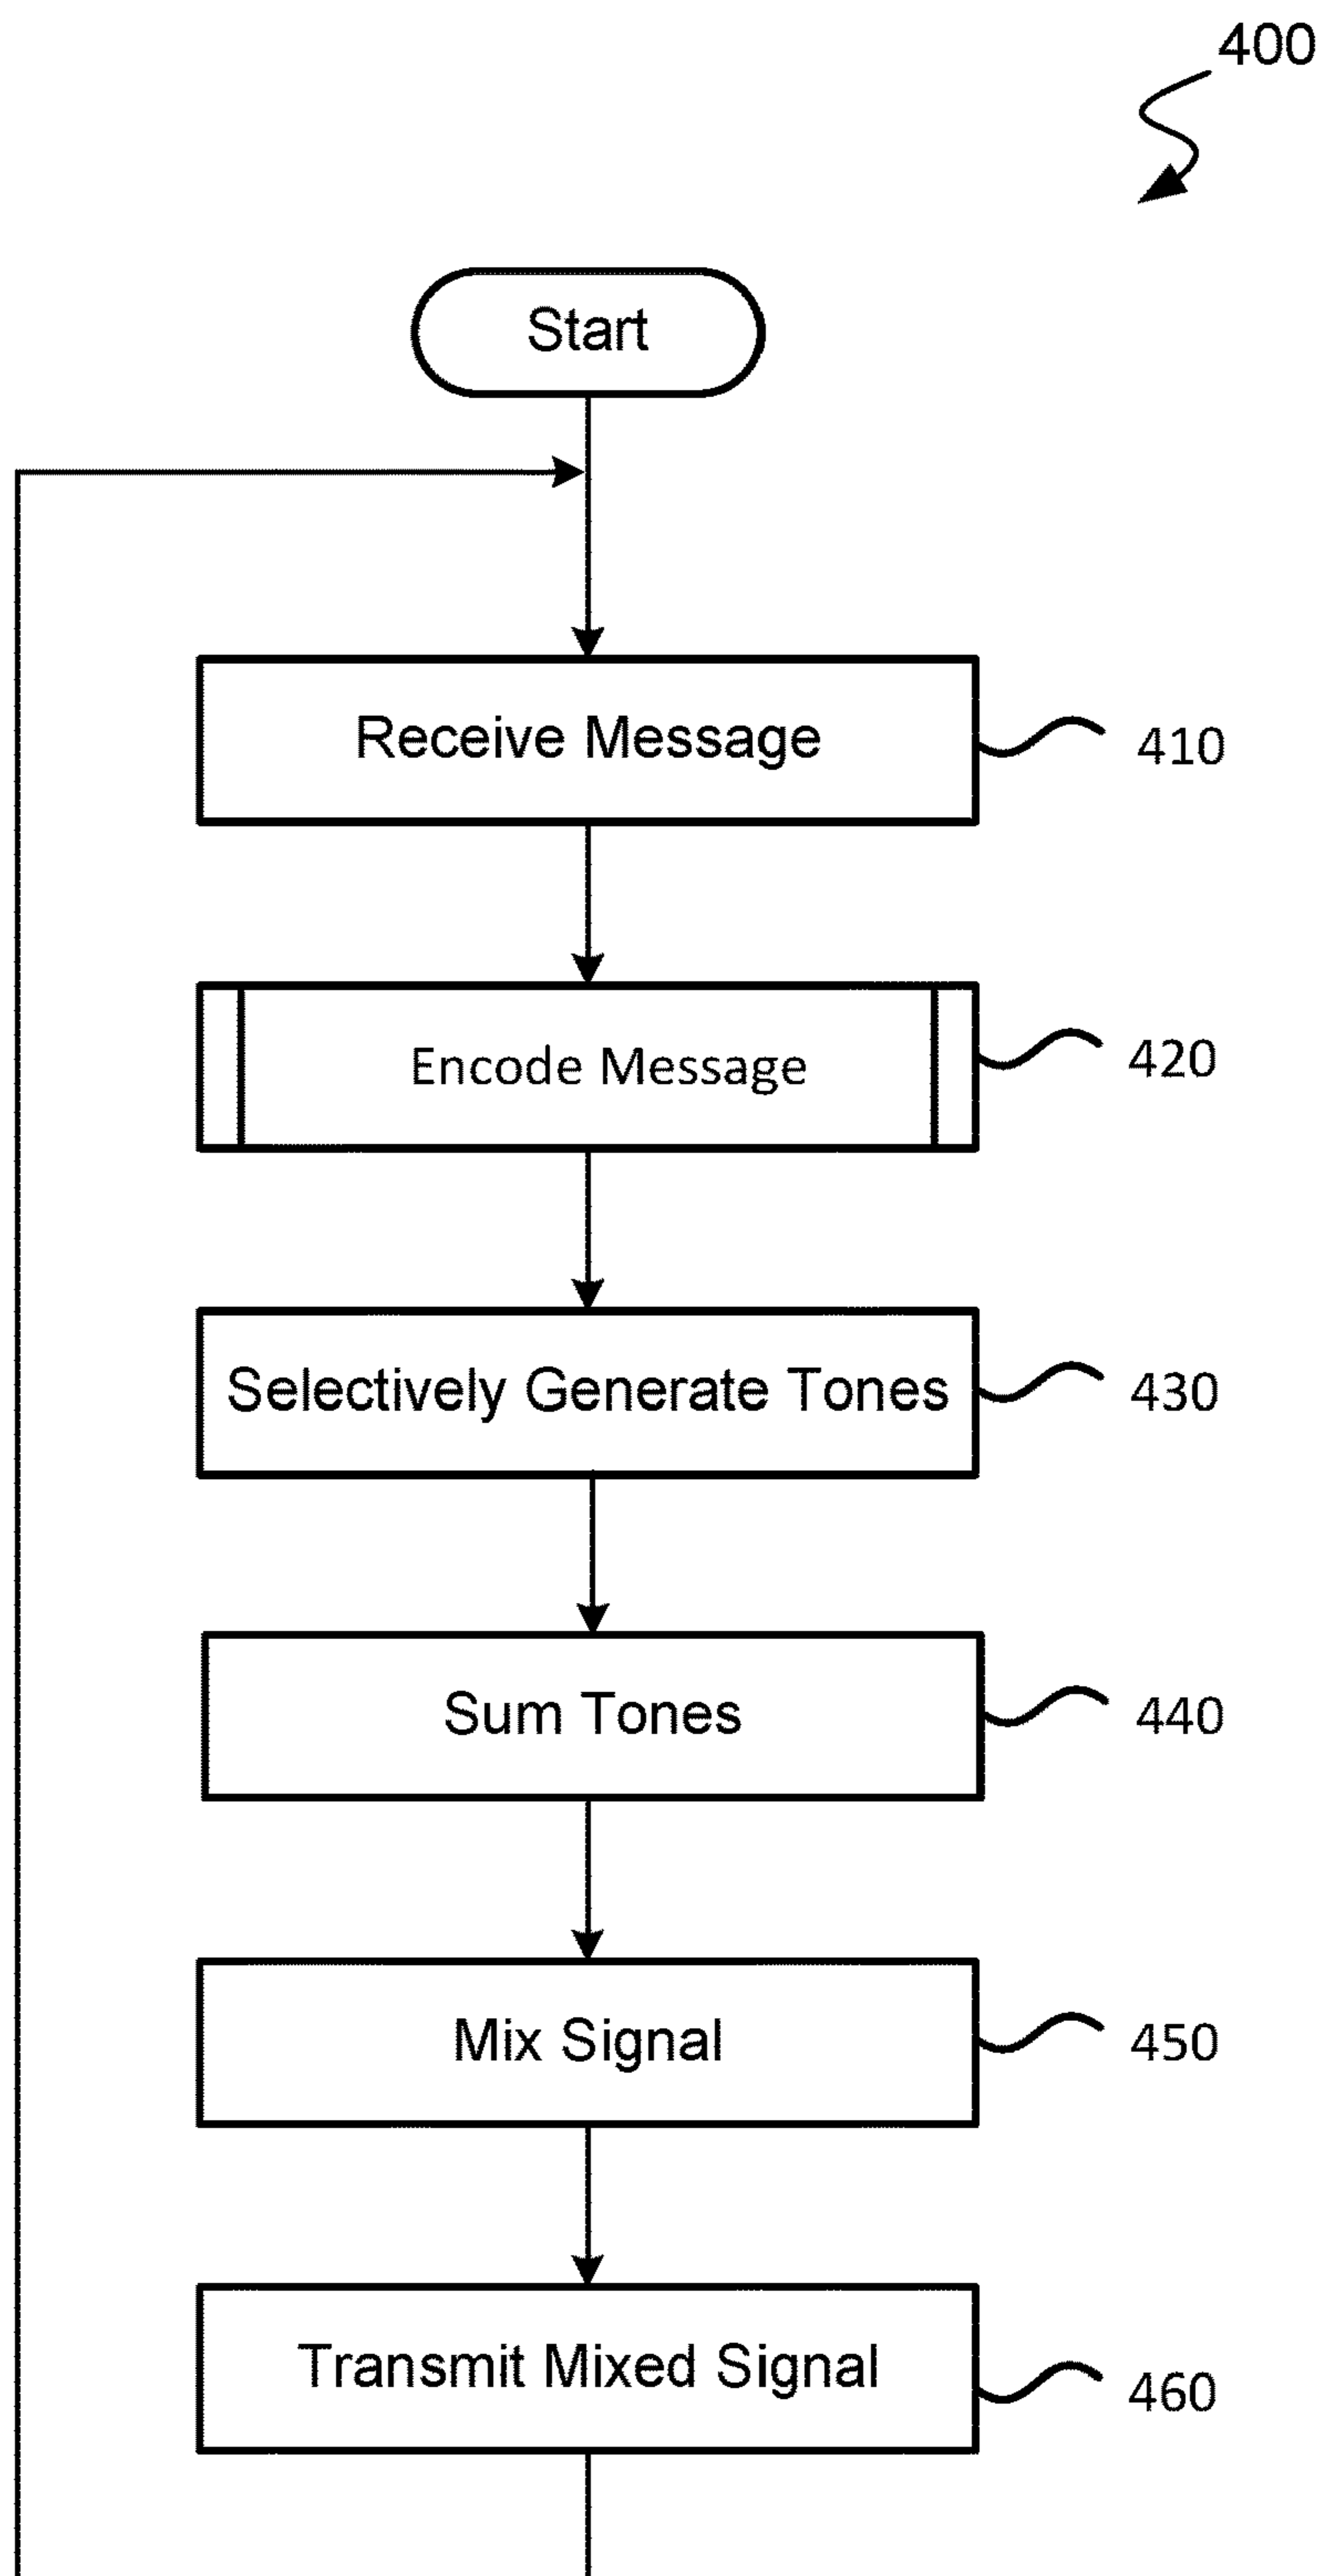 400
Start
Receive Message
410
Encode Message
420
Selectively Generate Tones
430
Sum Tones
440
Mix Signal
450
Transmit Mixed Signal
460